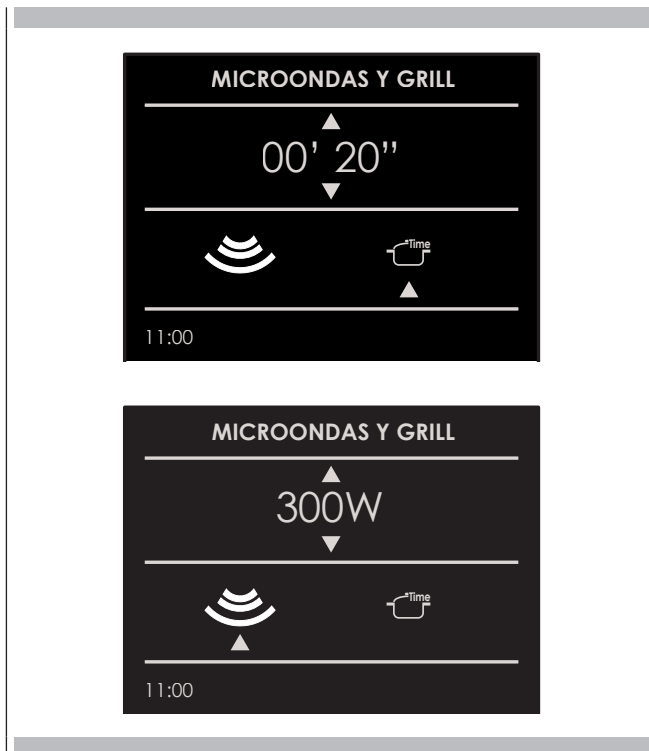 MICROONDAS Y GRILL
00’ 20’’
Time
11:00
MICROONDAS Y GRILL
300W
Time
11:00